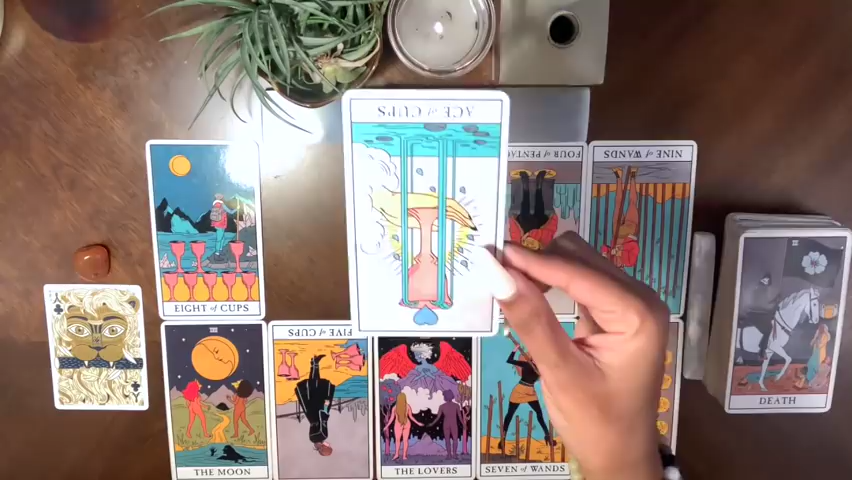 ACE of CUPS
EIGHT of CUPS
FOUR of PENTAC
NINE of WANDS
THE MOON
FIVE of CUPS
THE LOVERS
SEVEN of WANDS
DEATH